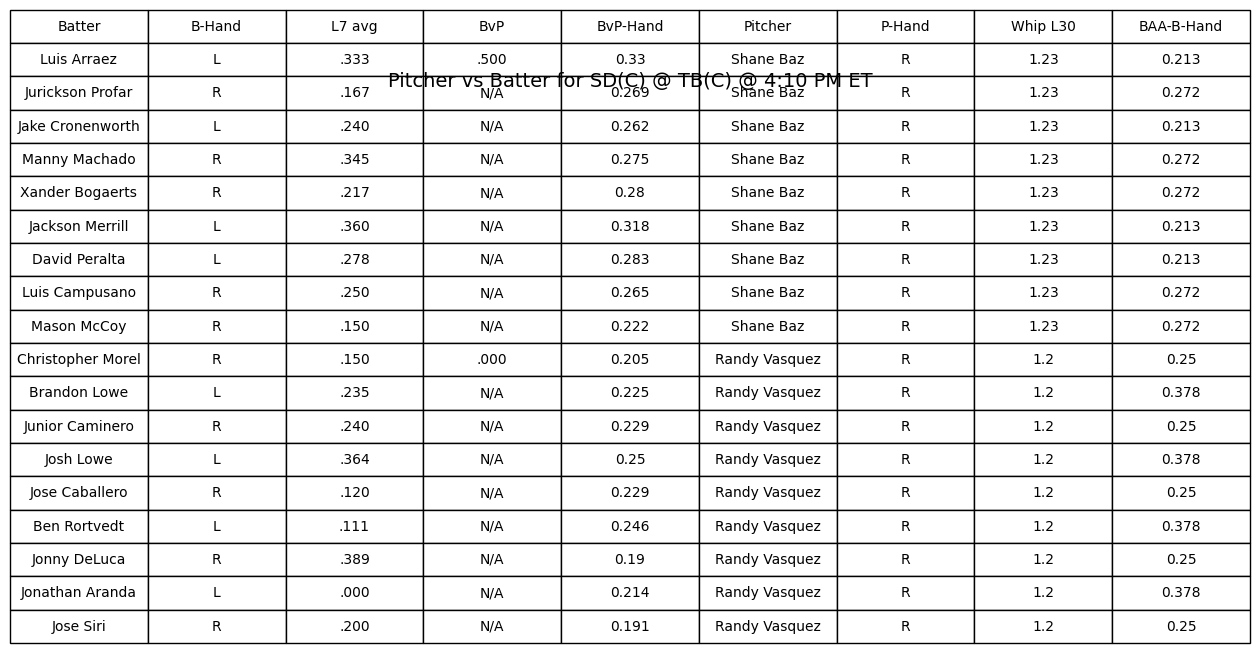 Batter B-Hand L7 avg BvP BvP-Hand Pitcher P-Hand Whip L30 BAA-B-Hand
Luis Arraez L .333 .500 0.33 Shane Baz R 1.23 0.213
Pitcher vs Batter for SD(C) @ TB(C) @ 4:10 PM ET
Jurickson Profar R .167 N/A 0.269 Shane Baz R 1.23 0.272
Jake Cronenworth L .240 N/A 0.262 Shane Baz R 1.23 0.213
Manny Machado R .345 N/A 0.275 Shane Baz R 1.23 0.272
Xander Bogaerts R .217 N/A 0.28 Shane Baz R 1.23 0.272
Jackson Merrill L .360 N/A 0.318 Shane Baz R 1.23 0.213
David Peralta L .278 N/A 0.283 Shane Baz R 1.23 0.213
Luis Campusano R .250 N/A 0.265 Shane Baz R 1.23 0.272
Mason McCoy R .150 N/A 0.222 Shane Baz R 1.23 0.272
Christopher Morel R .150 .000 0.205 Randy Vasquez R 1.2 0.25
Brandon Lowe L .235 N/A 0.225 Randy Vasquez R 1.2 0.378
Junior Caminero R .240 N/A 0.229 Randy Vasquez R 1.2 0.25
Josh Lowe L .364 N/A 0.25 Randy Vasquez R 1.2 0.378
Jose Caballero R .120 N/A 0.229 Randy Vasquez R 1.2 0.25
Ben Rortvedt L .111 N/A 0.246 Randy Vasquez R 1.2 0.378
Jonny DeLuca R .389 N/A 0.19 Randy Vasquez R 1.2 0.25
Jonathan Aranda L .000 N/A 0.214 Randy Vasquez R 1.2 0.378
Jose Siri R .200 N/A 0.191 Randy Vasquez R 1.2 0.25